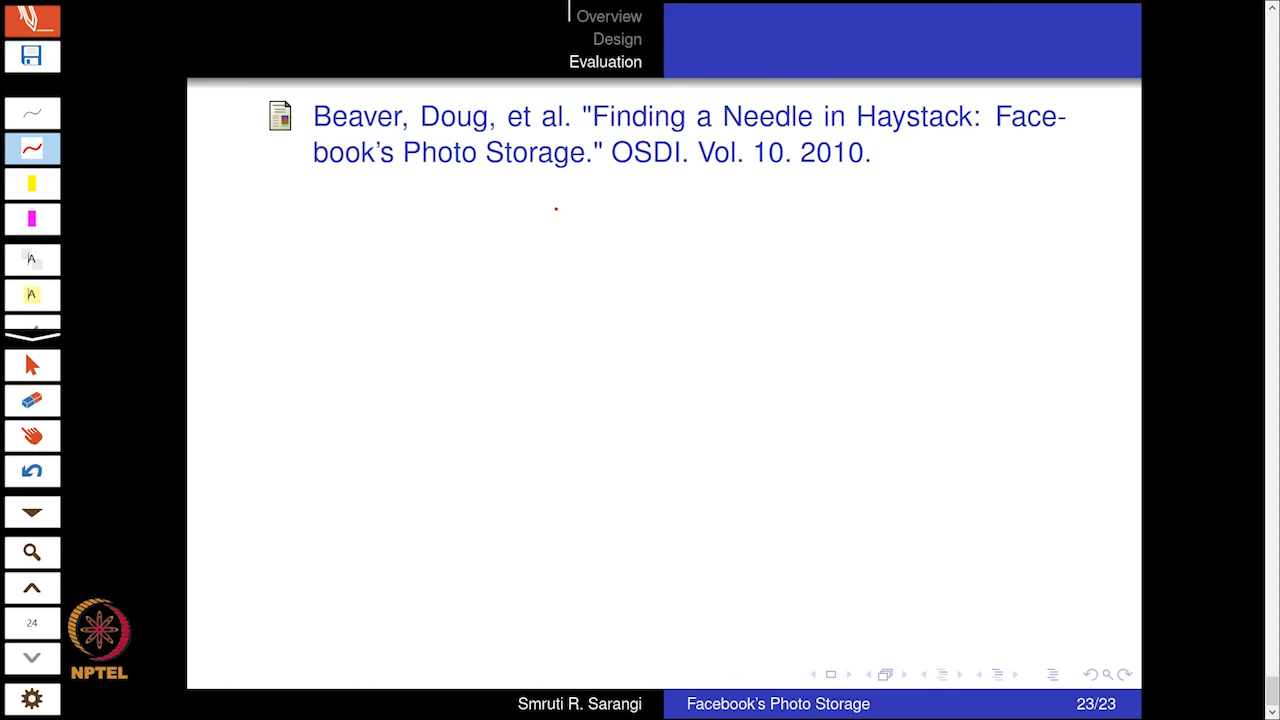 Overview
Design
Evaluation
Beaver, Doug, et al. "Finding a Needle in Haystack: Face-
book's Photo Storage." OSDI. Vol. 10. 2010.
A
A
24
NPTEL
Smruti R. Sarangi
Facebook's Photo Storage
23/23